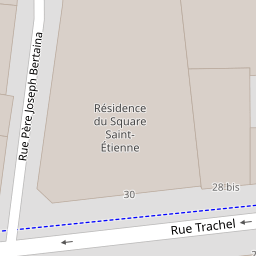 Rue Père Joseph Bertaina
Résidence
du Square
Saint-
Étienne
30
28 bis
Rue Trachel